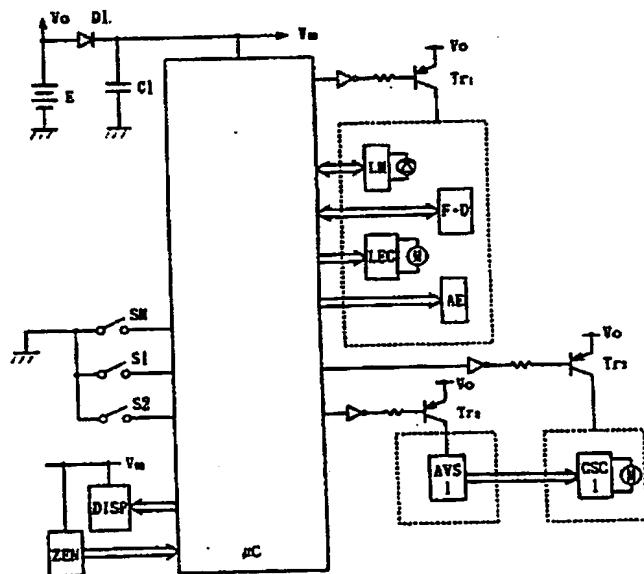 Vo
D1.
Vm
E
C1
Vo
Tr₁
LM
F-D
LEC
M
AE
SM
S1
S2
Vo
Tr₃
Vo
Tr₂
AVS
1
CSC
1
M
Vm
DISP
ZEN
μC